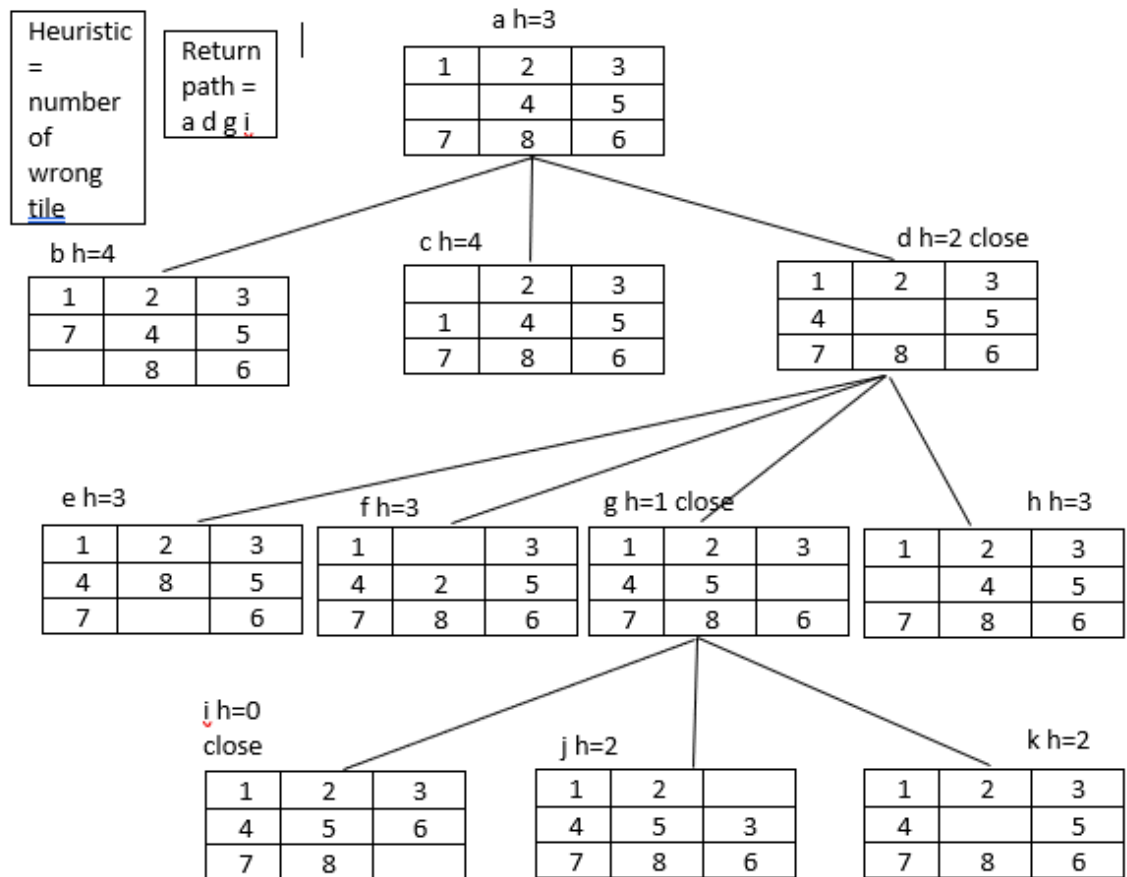 Heuristic
=
number
of
wrong
tile
Return
path =
a d g i
a h=3
1 2 3
4 5
7 8 6
b h=4
1 2 3
7 4 5
8 6
c h=4
2 3
1 4 5
7 8 6
d h=2 close
1 2 3
4 5
7 8 6
e h=3
1 2 3
4 8 5
7 6
f h=3
1 3
4 2 5
7 8 6
g h=1 close
1 2 3
4 5
7 8 6
h h=3
1 2 3
4 5
7 8 6
i h=0
close
1 2 3
4 5 6
7 8
j h=2
1 2
4 5 3
7 8 6
k h=2
1 2 3
4 5
7 8 6